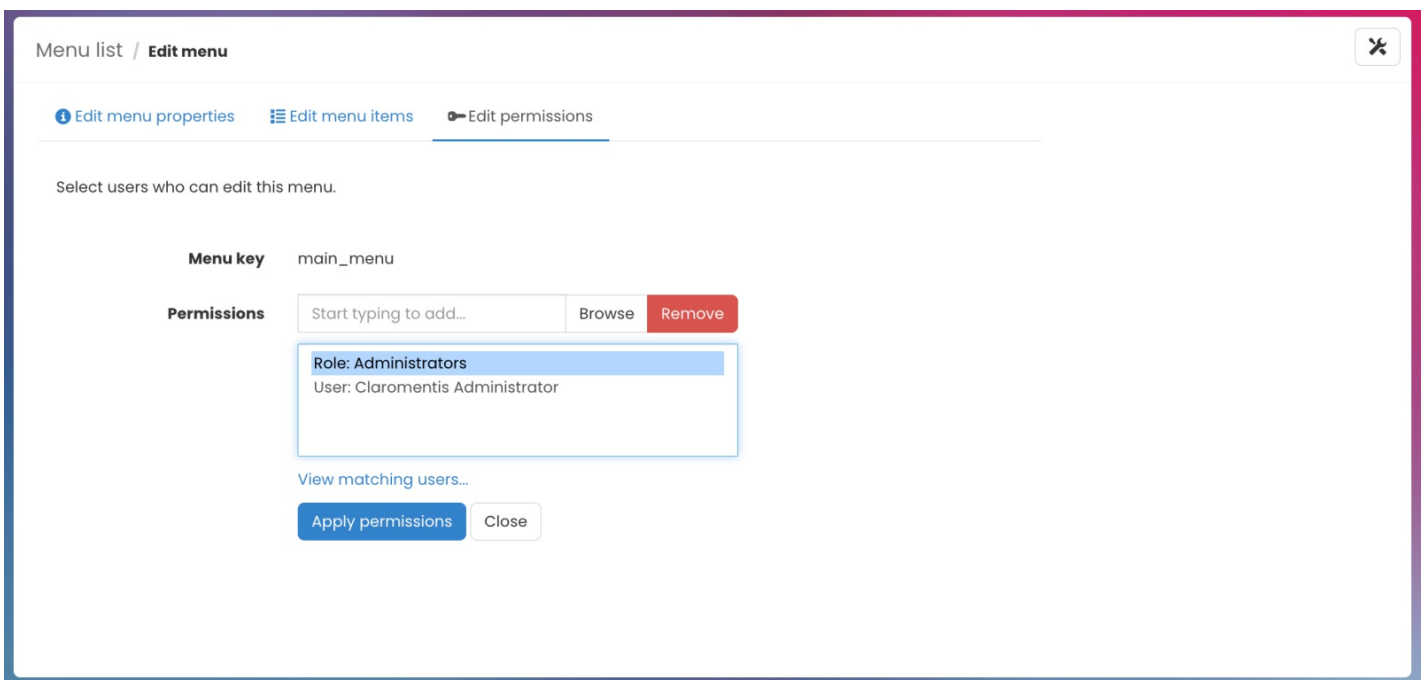 Menu list / Edit menu
Edit menu properties Edit menu items Edit permissions
Select users who can edit this menu.
Menu key main_menu
Permissions Start typing to add... Browse Remove
Role: Administrators
User: Claromentis Administrator
View matching users...
Apply permissions Close